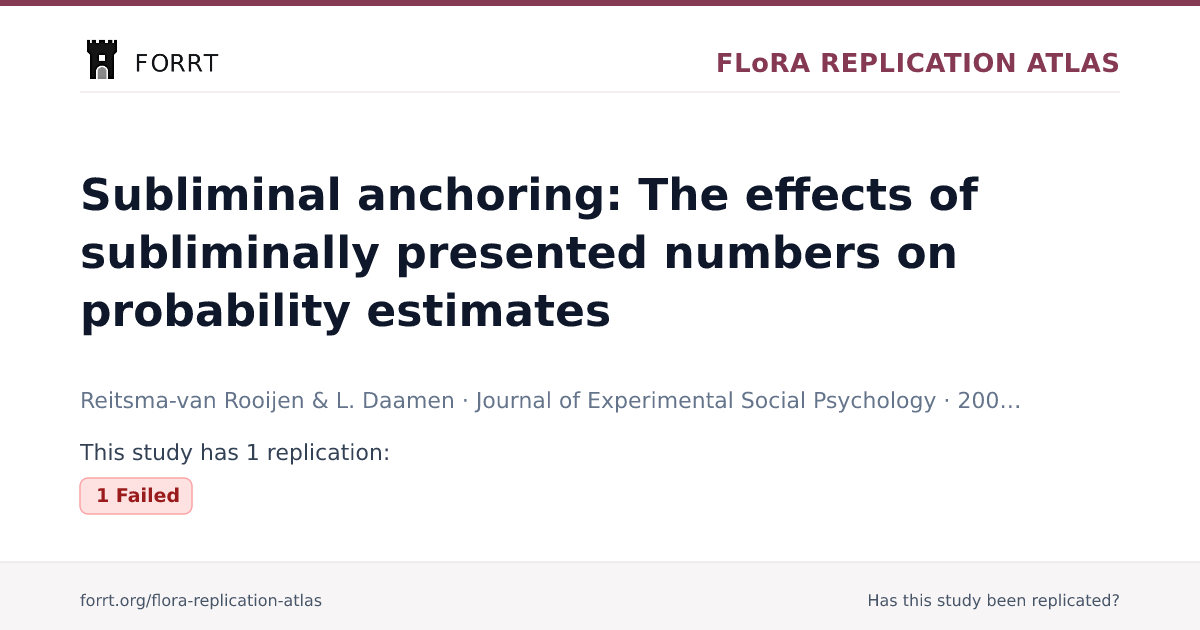 FORRT
FLoRA REPLICATION ATLAS
Subliminal anchoring: The effects of
subliminally presented numbers on
probability estimates
Reitsma-van Rooijen & L. Daamen · Journal of Experimental Social Psychology · 200…
This study has 1 replication:
1 Failed
forrt.org/flora-replication-atlas
Has this study been replicated?